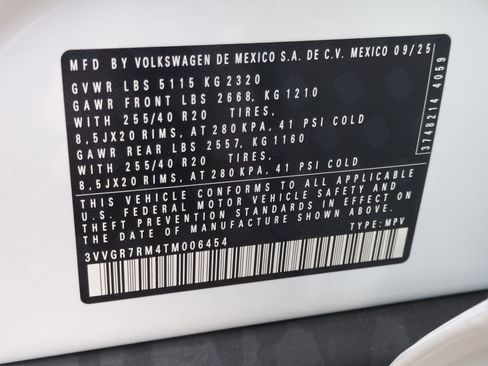 MFD BY VOLKSWAGEN DE MEXICO S.A. DE C.V. MEXICO 09/25
GVWR LBS 5115 KG 2320
GAWR FRONT LBS 2668, KG 1210
WITH 255/40 R20 TIRES,
8,5JX20 RIMS, AT 280 KPA, 41 PSI COLD
GAWR REAR LBS 2557, KG 1160
WITH 255/40 R20 TIRES,
8,5JX20 RIMS, AT 280 KPA, 41 PSI COLD
THIS VEHICLE CONFORMS TO ALL APPLICABLE
U.S. FEDERAL MOTOR VEHICLE SAFETY AND
THEFT PREVENTION STANDARDS IN EFFECT ON
THE DATE OF MANUFACTURE SHOWN ABOVE.
3VVGR7RM4TM006454 TYPE: MPV
3748214 4059